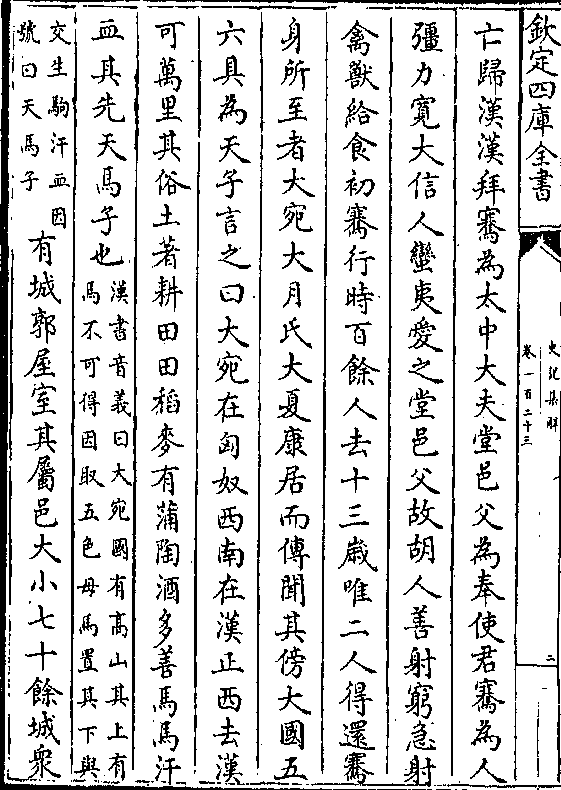 欽定四庫全書
史記集解
卷一百二十三
二
亡歸漢漢拜騫為太中大夫堂邑父為奉使君騫為人
彊力寬大信人蠻夷愛之堂邑父故胡人善射窮急射
禽獸給食初騫行時百餘人去十三嵗唯二人得還騫
身所至者大宛大月氏大夏康居而傳聞其傍大國五
六具為天子言之曰大宛在匈奴西南在漢正西去漢
可萬里其俗土著耕田田稻麥有蒲陶酒多善馬馬汗
血其先天馬子也
漢書音義曰大宛國有髙山其上有
馬不可得因取五色母馬置其下與
交生駒汗血因
號曰天馬子
有城郭屋室其屬邑大小七十餘城衆